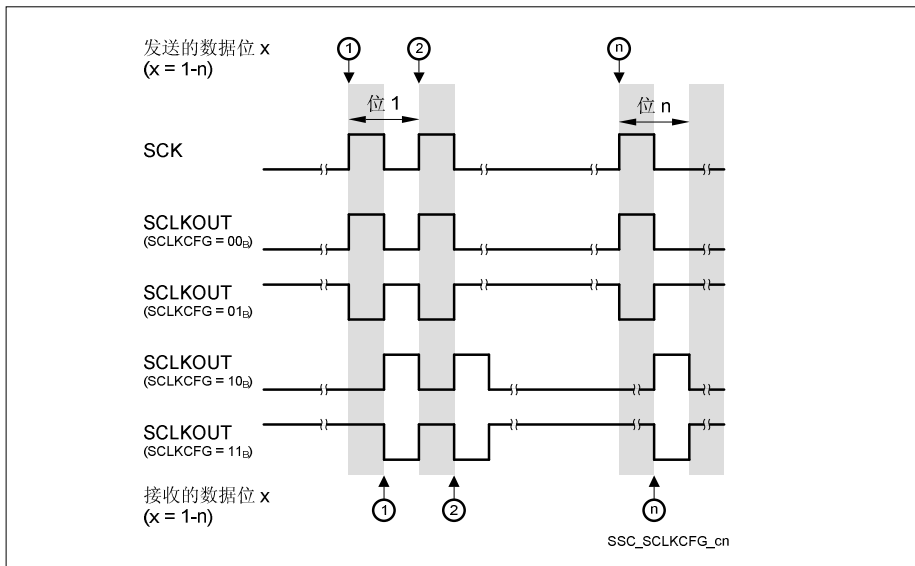 发送的数据位 x
(x = 1-n)
1
2
n
位 1
位 n
SCK
SCLKOUT
(SCLKCFG = 00B)
SCLKOUT
(SCLKCFG = 01B)
SCLKOUT
(SCLKCFG = 10B)
SCLKOUT
(SCLKCFG = 11B)
接收的数据位 x
(x = 1-n)
1
2
n
SSC_SCLKCFG_cn